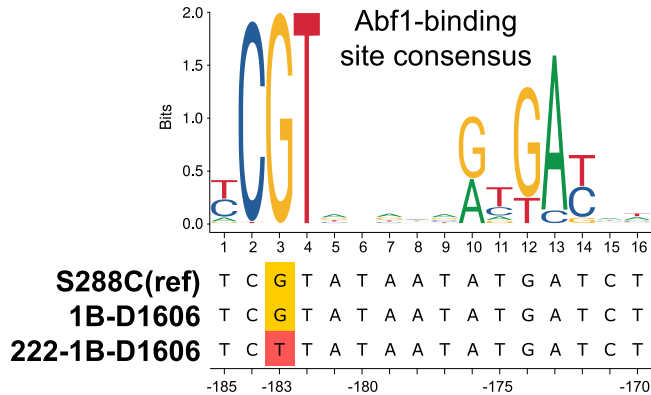 Abf1-binding
site consensus
Bits
2.0
1.5
1.0
0.5
0.0
1 2 3 4 5 6 7 8 9 10 11 12 13 14 15 16
S288C(ref) T C G T A T A A T A T G A T C T
1B-D1606 T C G T A T A A T A T G A T C T
222-1B-D1606 T C T T A T A A T A T G A T C T
-185 -183 -180 -175 -170